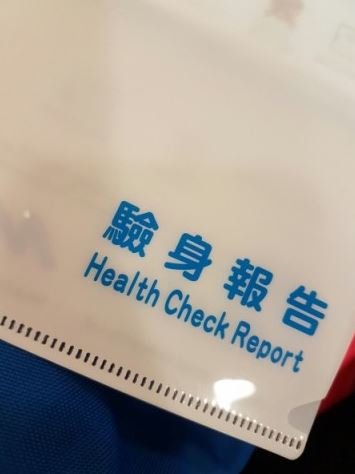 驗身報告
Health Check Report